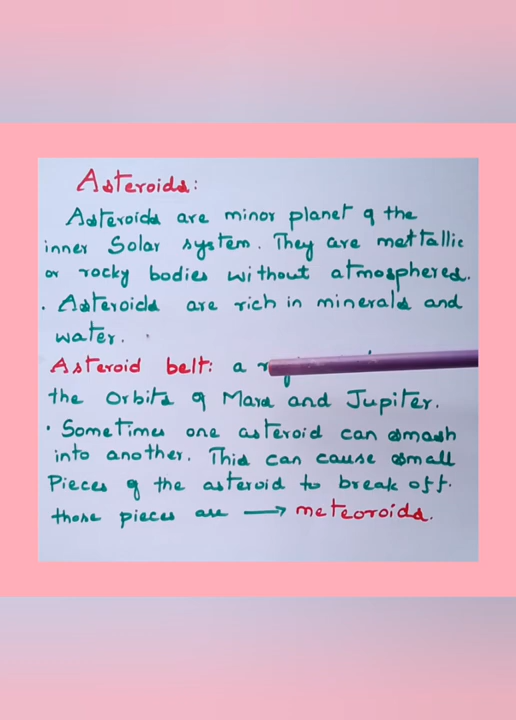 Asteroids:
Asteroids are minor planet of the
inner Solar system. They are mettallic
or rocky bodies without atmosphered.
. Asteroids are rich in minerals and
water.
Asteroid belt: a
the Orbits of Mars and Jupiter.
. Sometimes one asteroid can smash
into another. This can cause small
Pieces of the asteroid to break off.
those pieces are → meteoroids.